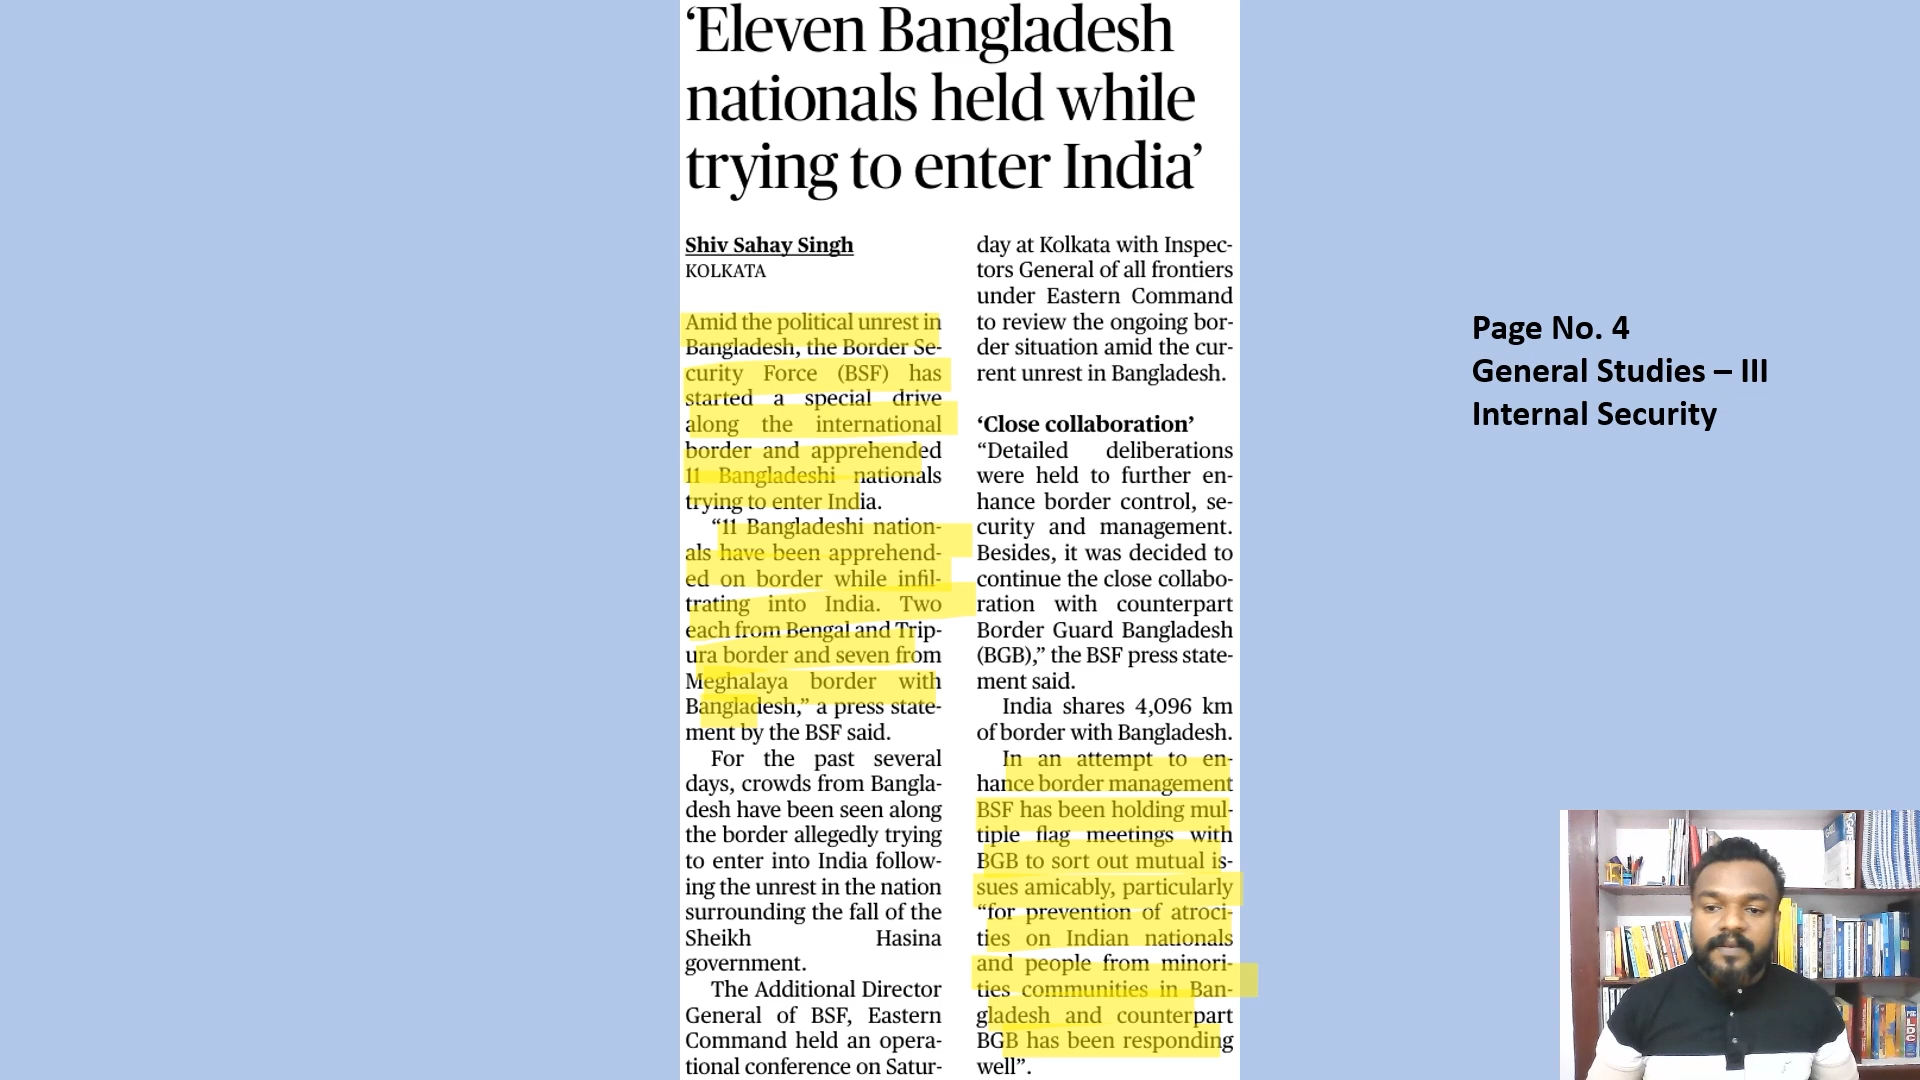 ‘Eleven Bangladesh
nationals held while
trying to enter India’
Shiv Sahay Singh
KOLKATA
Amid the political unrest in
Bangladesh, the Border Se-
curity Force (BSF) has
started a special drive
along the international
border and apprehended
11 Bangladeshi nationals
trying to enter India.
“11 Bangladeshi nation-
als have been apprehend-
ed on border while infil-
trating into India. Two
each from Bengal and Trip-
ura border and seven from
Meghalaya border with
Bangladesh,” a press state-
ment by the BSF said.
For the past several
days, crowds from Bangla-
desh have been seen along
the border allegedly trying
to enter into India follow-
ing the unrest in the nation
surrounding the fall of the
Sheikh Hasina
government.
The Additional Director
General of BSF, Eastern
Command held an opera-
tional conference on Satur-
day at Kolkata with Inspec-
tors General of all frontiers
under Eastern Command
to review the ongoing bor-
der situation amid the cur-
rent unrest in Bangladesh.
‘Close collaboration’
“Detailed deliberations
were held to further en-
hance border control, se-
curity and management.
Besides, it was decided to
continue the close collabo-
ration with counterpart
Border Guard Bangladesh
(BGB),” the BSF press state-
ment said.
India shares 4,096 km
of border with Bangladesh.
In an attempt to en-
hance border management
BSF has been holding mul-
tiple flag meetings with
BGB to sort out mutual is-
sues amicably, particularly
“for prevention of atroci-
ties on Indian nationals
and people from minori-
ties communities in Ban-
gladesh and counterpart
BGB has been responding
well”.
Page No. 4
General Studies – III
Internal Security